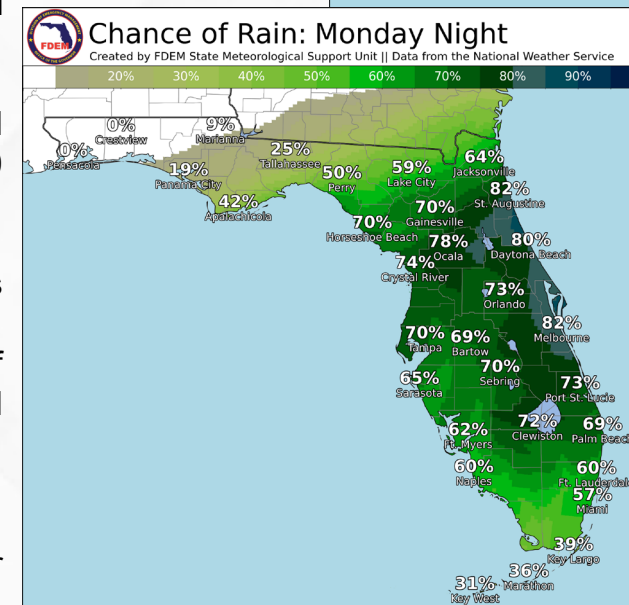 FDEM
Chance of Rain: Monday Night
Created by FDEM State Meteorological Support Unit || Data from the National Weather Service
20% 30% 40% 50% 60% 70% 80% 90%
0%
Crestview
9%
Marianna
0%
Pensacola
25%
Tallahassee
19%
Panama City
50%
Perry
59%
Lake City
64%
Jacksonville
42%
Apalachicola
82%
St. Augustine
70%
Gainesville
70%
Horseshoe Beach
78%
Ocala
80%
Daytona Beach
74%
Crystal River
73%
Orlando
82%
Melbourne
70%
Tampa
69%
Bartow
70%
Sebring
65%
Sarasota
73%
Port St. Lucie
72%
Clewiston
69%
Palm Beach
62%
Ft. Myers
60%
Naples
60%
Ft. Lauderdale
57%
Miami
39%
Key Largo
36%
Marathon
31%
Key West